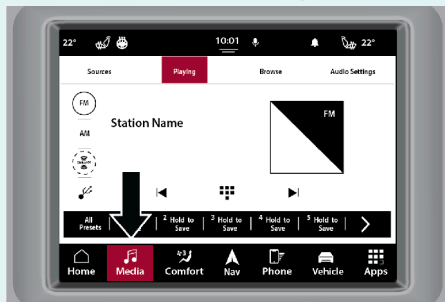 22° 10:01 22°
Sources Playing Browse Audio Settings
FM
FM
Station Name
AM
All Presets 2 Hold to Save 3 Hold to Save 4 Hold to Save 5 Hold to Save
Home Media Comfort Nav Phone Vehicle Apps